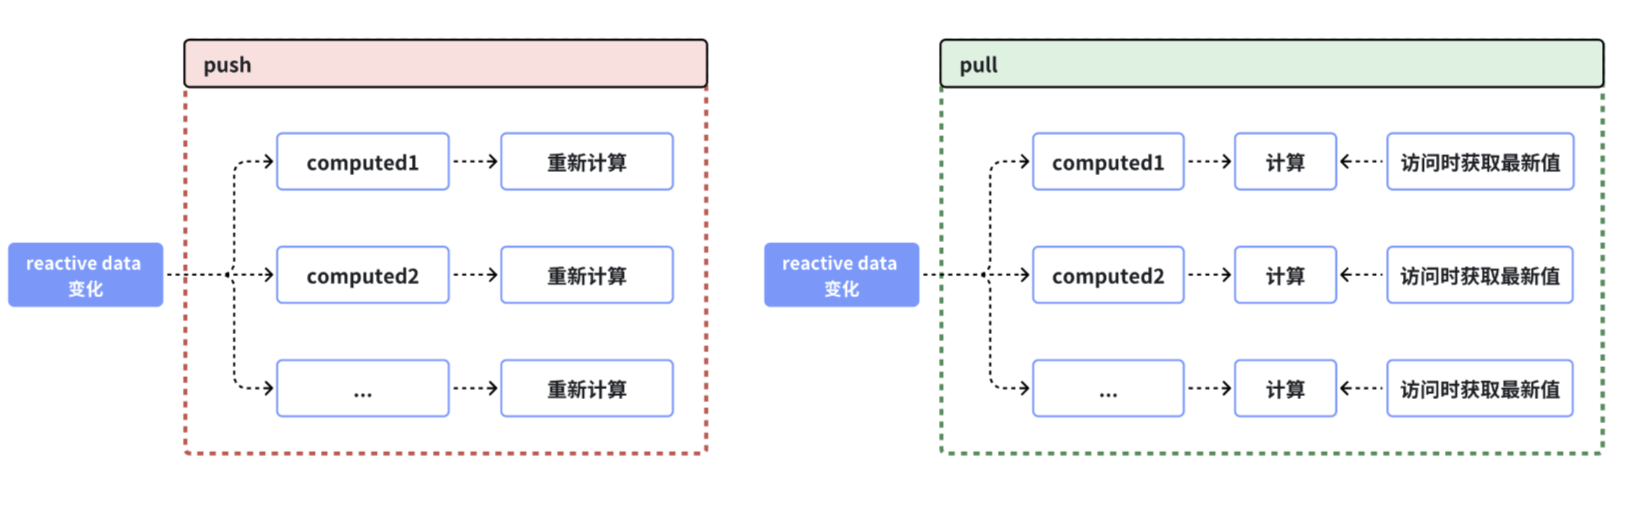 push
reactive data
变化
computed1
重新计算
computed2
重新计算
...
重新计算
pull
reactive data
变化
computed1
计算
访问时获取最新值
computed2
计算
访问时获取最新值
...
计算
访问时获取最新值